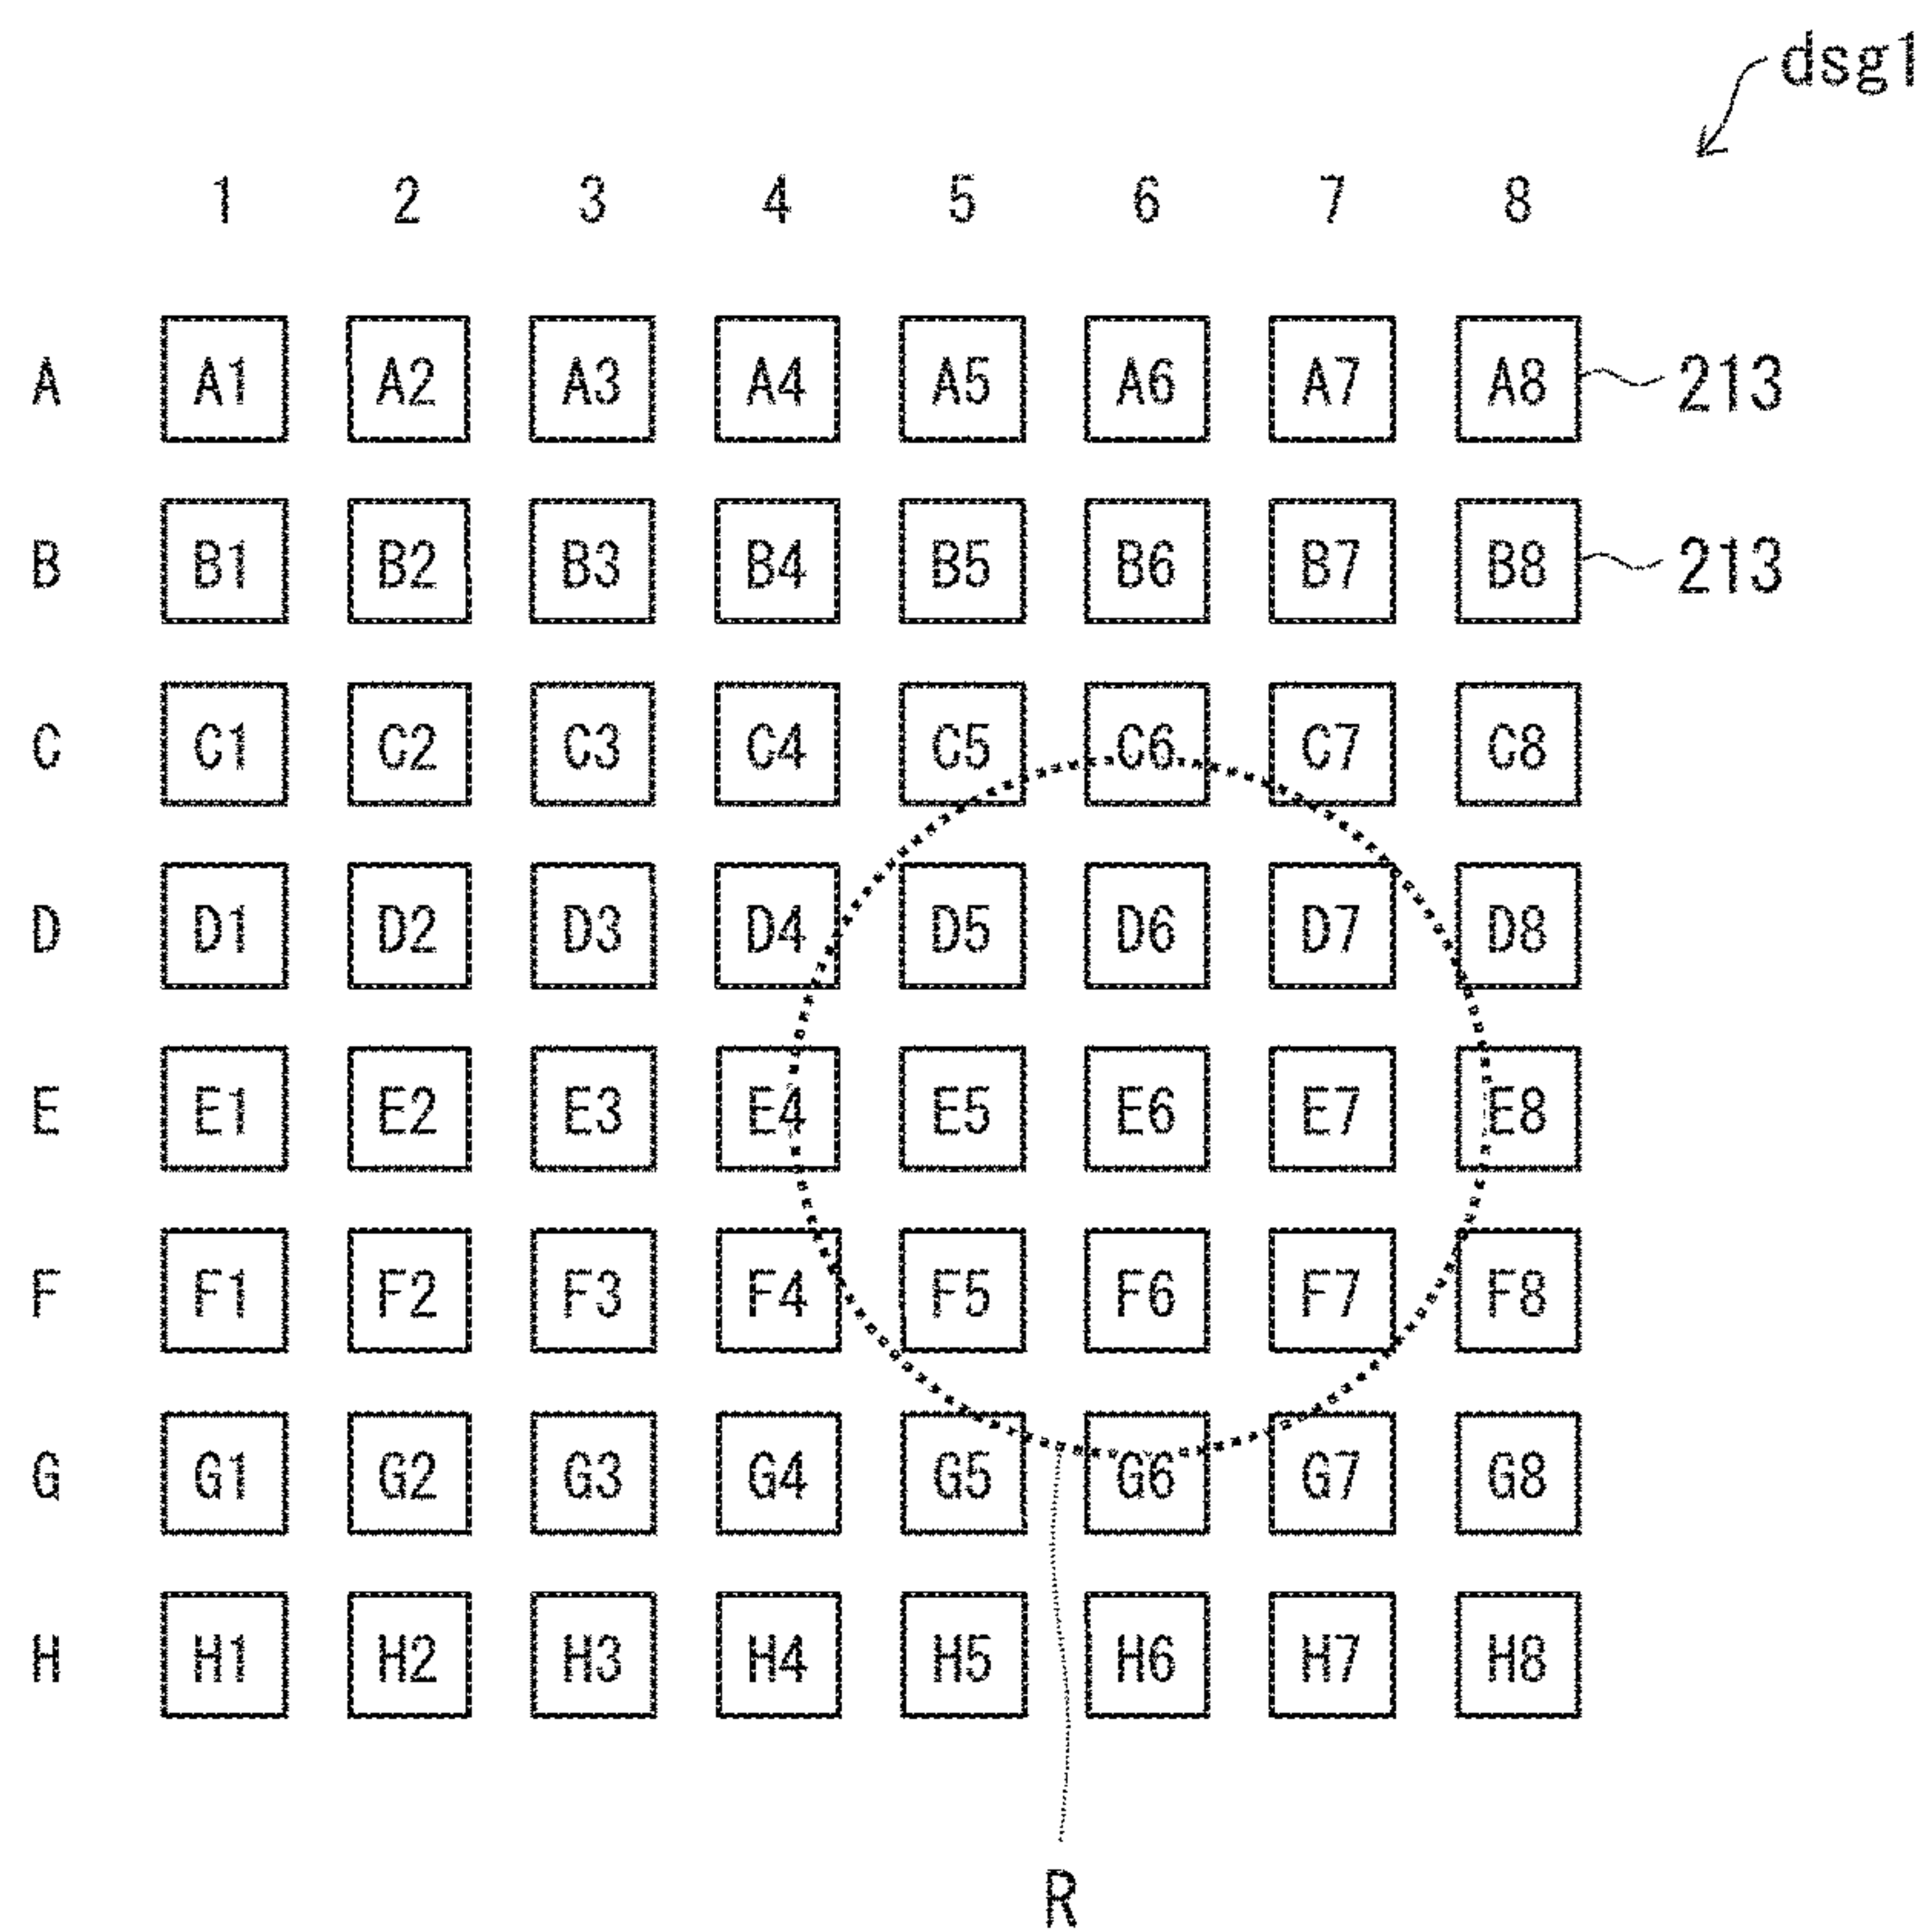 dsg1
1 2 3 4 5 6 7 8
A A1 A2 A3 A4 A5 A6 A7 A8 213
B B1 B2 B3 B4 B5 B6 B7 B8 213
C C1 C2 C3 C4 C5 C6 C7 C8
D D1 D2 D3 D4 D5 D6 D7 D8
E E1 E2 E3 E4 E5 E6 E7 E8
F F1 F2 F3 F4 F5 F6 F7 F8
G G1 G2 G3 G4 G5 G6 G7 G8
H H1 H2 H3 H4 H5 H6 H7 H8
R